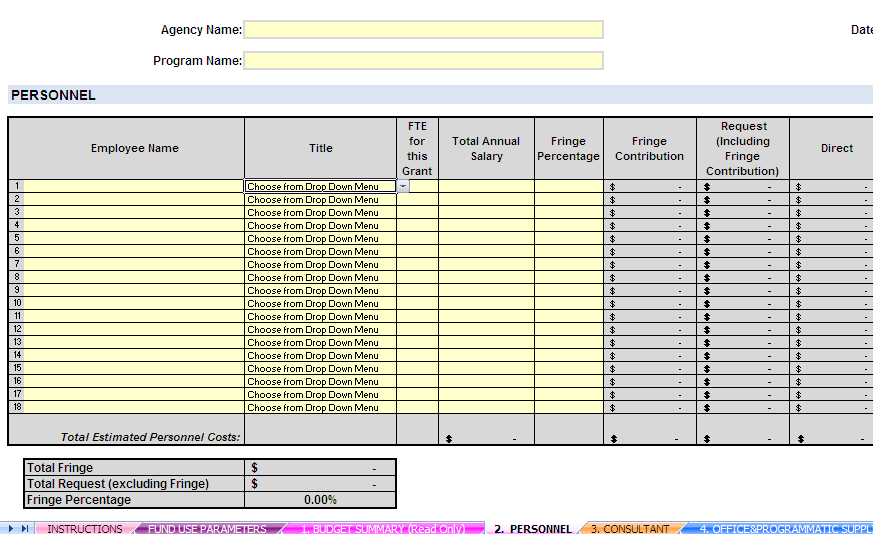 Agency Name:
Date
Program Name:
PERSONNEL
Employee Name Title FTE for this Grant Total Annual Salary Fringe Percentage Fringe Contribution Request (Including Fringe Contribution) Direct
1 Choose from Drop Down Menu $ - $ - $ -
2 Choose from Drop Down Menu $ - $ - $ -
3 Choose from Drop Down Menu $ - $ - $ -
4 Choose from Drop Down Menu $ - $ - $ -
5 Choose from Drop Down Menu $ - $ - $ -
6 Choose from Drop Down Menu $ - $ - $ -
7 Choose from Drop Down Menu $ - $ - $ -
8 Choose from Drop Down Menu $ - $ - $ -
9 Choose from Drop Down Menu $ - $ - $ -
10 Choose from Drop Down Menu $ - $ - $ -
11 Choose from Drop Down Menu $ - $ - $ -
12 Choose from Drop Down Menu $ - $ - $ -
13 Choose from Drop Down Menu $ - $ - $ -
14 Choose from Drop Down Menu $ - $ - $ -
15 Choose from Drop Down Menu $ - $ - $ -
16 Choose from Drop Down Menu $ - $ - $ -
17 Choose from Drop Down Menu $ - $ - $ -
18 Choose from Drop Down Menu $ - $ - $ -
Total Estimated Personnel Costs: $ - $ - $ - $ -
Total Fringe $ -
Total Request (excluding Fringe) $ -
Fringe Percentage 0.00%
INSTRUCTIONS FUND USE PARAMETERS 1. BUDGET SUMMARY (Read Only) 2. PERSONNEL 3. CONSULTANT 4. OFFICE&PROGRAMMATIC SUPPL